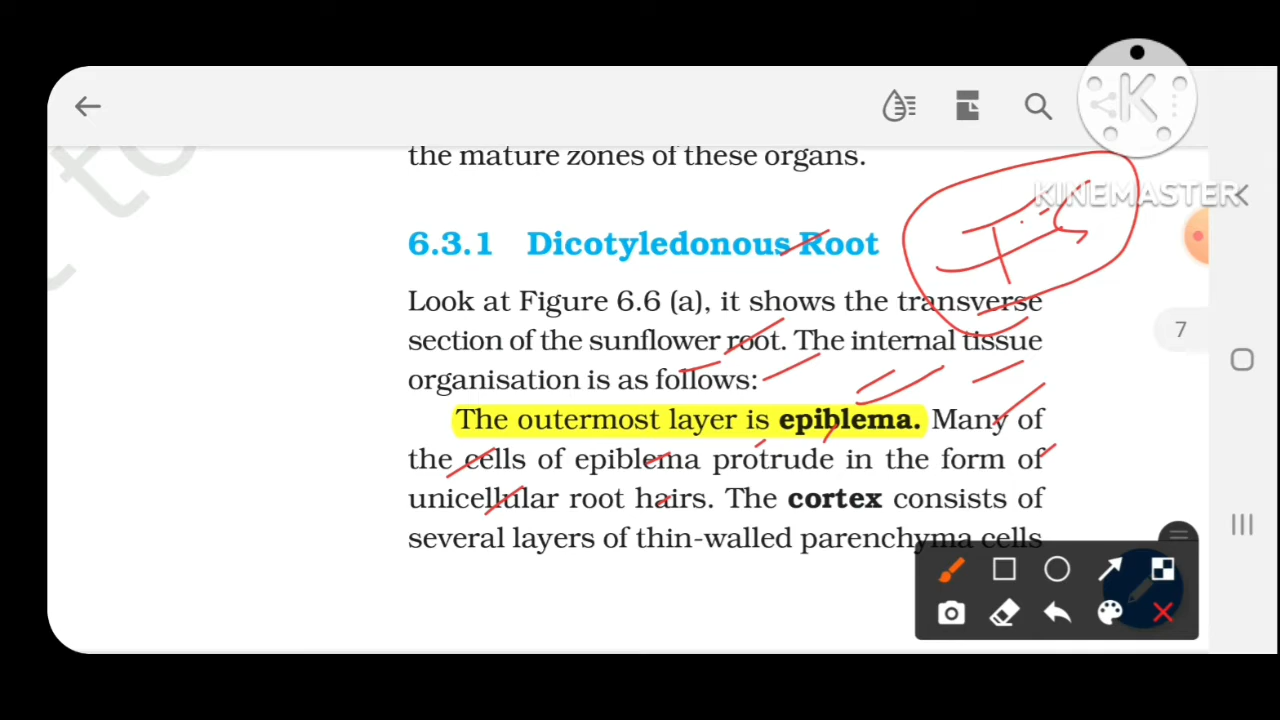 KINEMASTER
the mature zones of these organs.
6.3.1 Dicotyledonous Root
Look at Figure 6.6 (a), it shows the transverse
section of the sunflower root. The internal tissue
organisation is as follows:
7
The outermost layer is epiblema. Many of
the cells of epiblema protrude in the form of
unicellular root hairs. The cortex consists of
several layers of thin-walled parenchyma cells